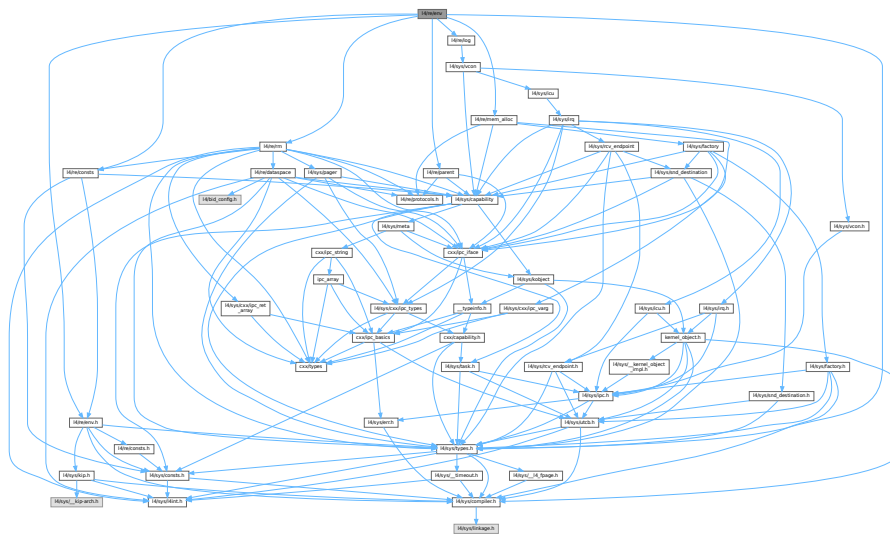 l4/re/env
l4/re/log
l4/sys/vcon
l4/sys/icu
l4/re/mem_alloc
l4/sys/irq
l4/re/rm
l4/sys/rcv_endpoint
l4/sys/factory
l4/re/consts
l4/re/dataspace
l4/sys/pager
l4/re/parent
l4/sys/snd_destination
l4/bid_config.h
l4/re/protocols.h
l4/sys/capability
l4/sys/meta
l4/sys/vcon.h
cxx/ipc_string
cxx/ipc_iface
ipc_array
l4/sys/kobject
l4/sys/cxx/ipc_ret
_array
l4/sys/cxx/ipc_types
__typeinfo.h
l4/sys/cxx/ipc_varg
l4/sys/icu.h
l4/sys/irq.h
cxx/ipc_basics
cxx/capability.h
kernel_object.h
cxx/types
l4/sys/task.h
l4/sys/rcv_endpoint.h
l4/sys/__kernel_object
_impl.h
l4/sys/factory.h
l4/sys/ipc.h
l4/sys/snd_destination.h
l4/re/env.h
l4/sys/err.h
l4/sys/utcb.h
l4/re/consts.h
l4/sys/types.h
l4/sys/kip.h
l4/sys/consts.h
l4/sys/__timeout.h
l4/sys/__l4_fpage.h
l4/sys/__kip-arch.h
l4/sys/l4int.h
l4/sys/compiler.h
l4/sys/linkage.h